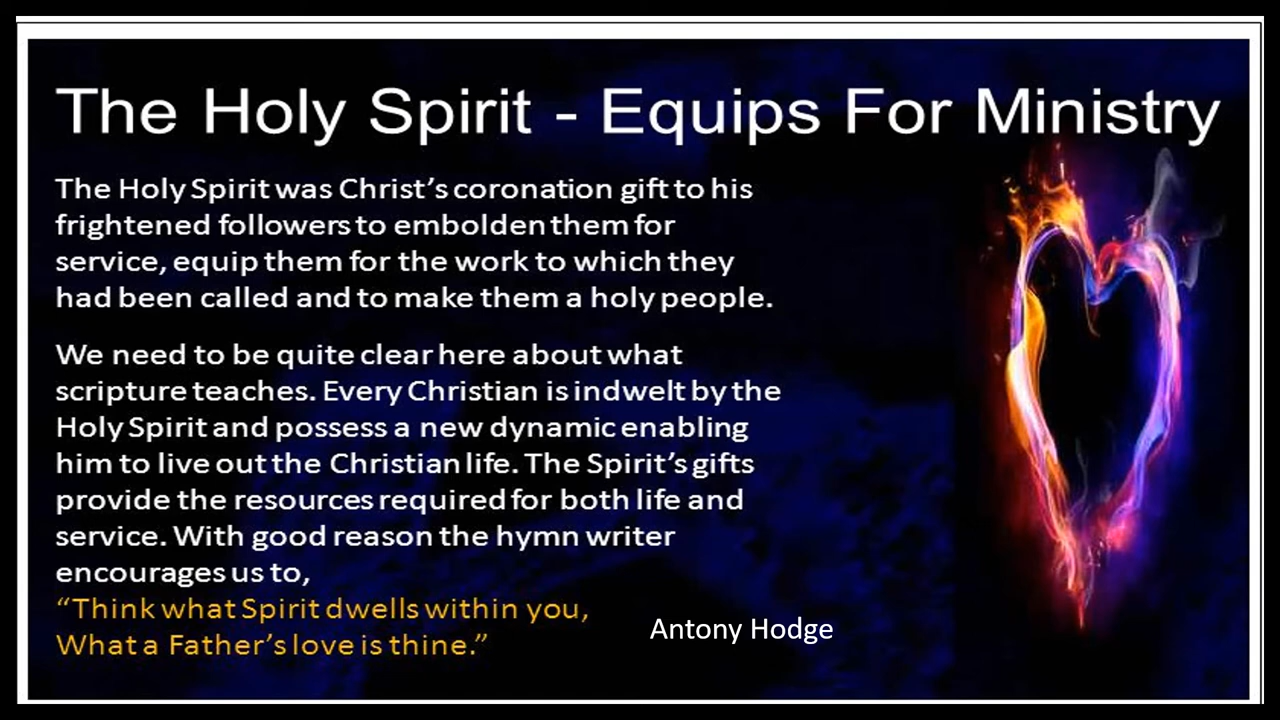 The Holy Spirit - Equips For Ministry
The Holy Spirit was Christ’s coronation gift to his
frightened followers to embolden them for
service, equip them for the work to which they
had been called and to make them a holy people.
We need to be quite clear here about what
scripture teaches. Every Christian is indwelt by the
Holy Spirit and possess a new dynamic enabling
him to live out the Christian life. The Spirit’s gifts
provide the resources required for both life and
service. With good reason the hymn writer
encourages us to,
“Think what Spirit dwells within you,
What a Father’s love is thine.”
Antony Hodge